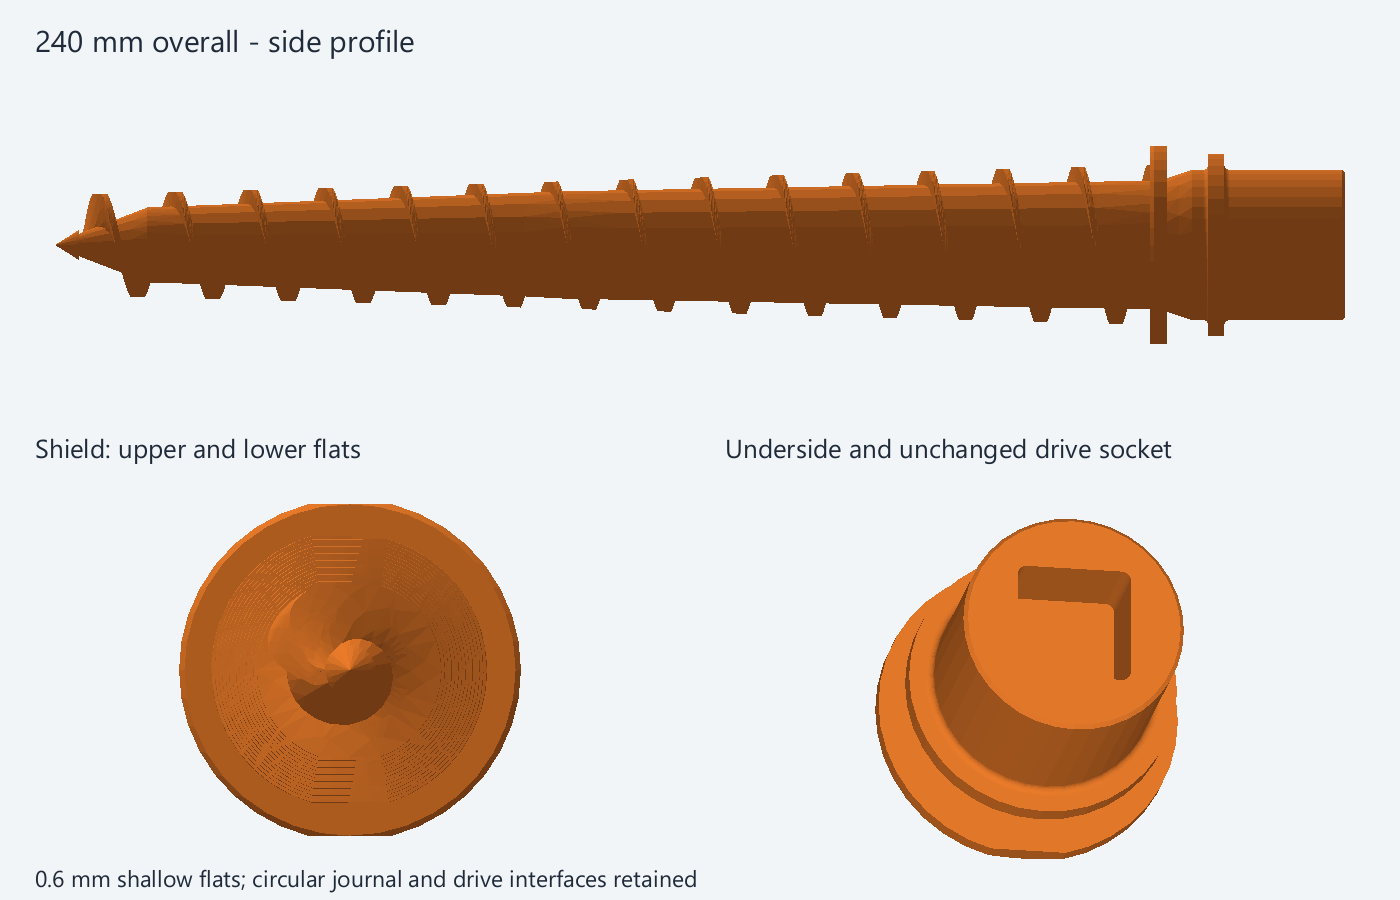 240 mm overall - side profile
Shield: upper and lower flats
Underside and unchanged drive socket
0.6 mm shallow flats; circular journal and drive interfaces retained